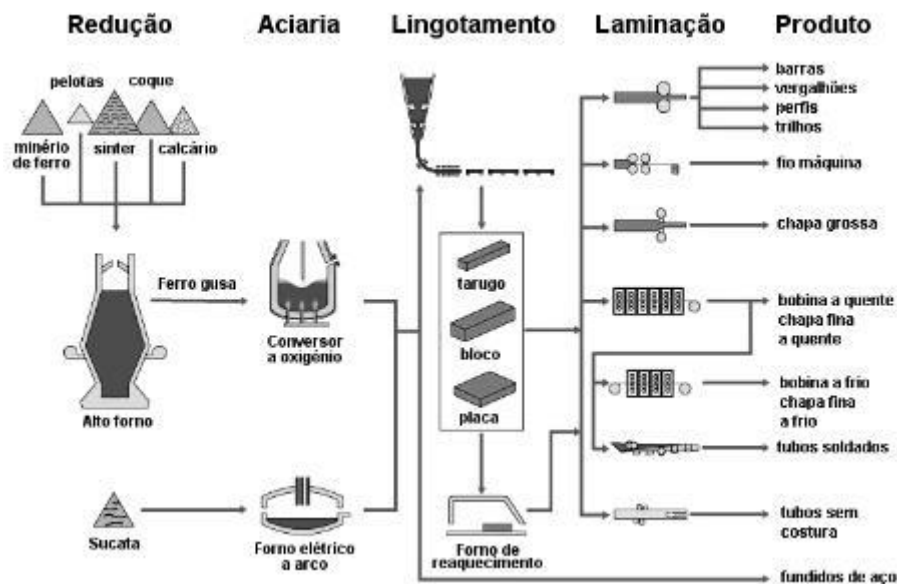 Redução
Aciaria
Lingotamento
Laminação
Produto
pelotas
coque
minério
de ferro
sinter
calcário
Ferro gusa
Alto forno
Conversor
a oxigénio
Sucata
Forno elétrico
a arco
tarugo
bloco
placa
Forno de
reaquecimento
barras
vergalhões
perfis
trilhos
fio máquina
chapa grossa
bobina a quente
chapa fina
a quente
bobina a frio
chapa fina
a frio
tubos soldados
tubos sem
costura
fundidos de aço